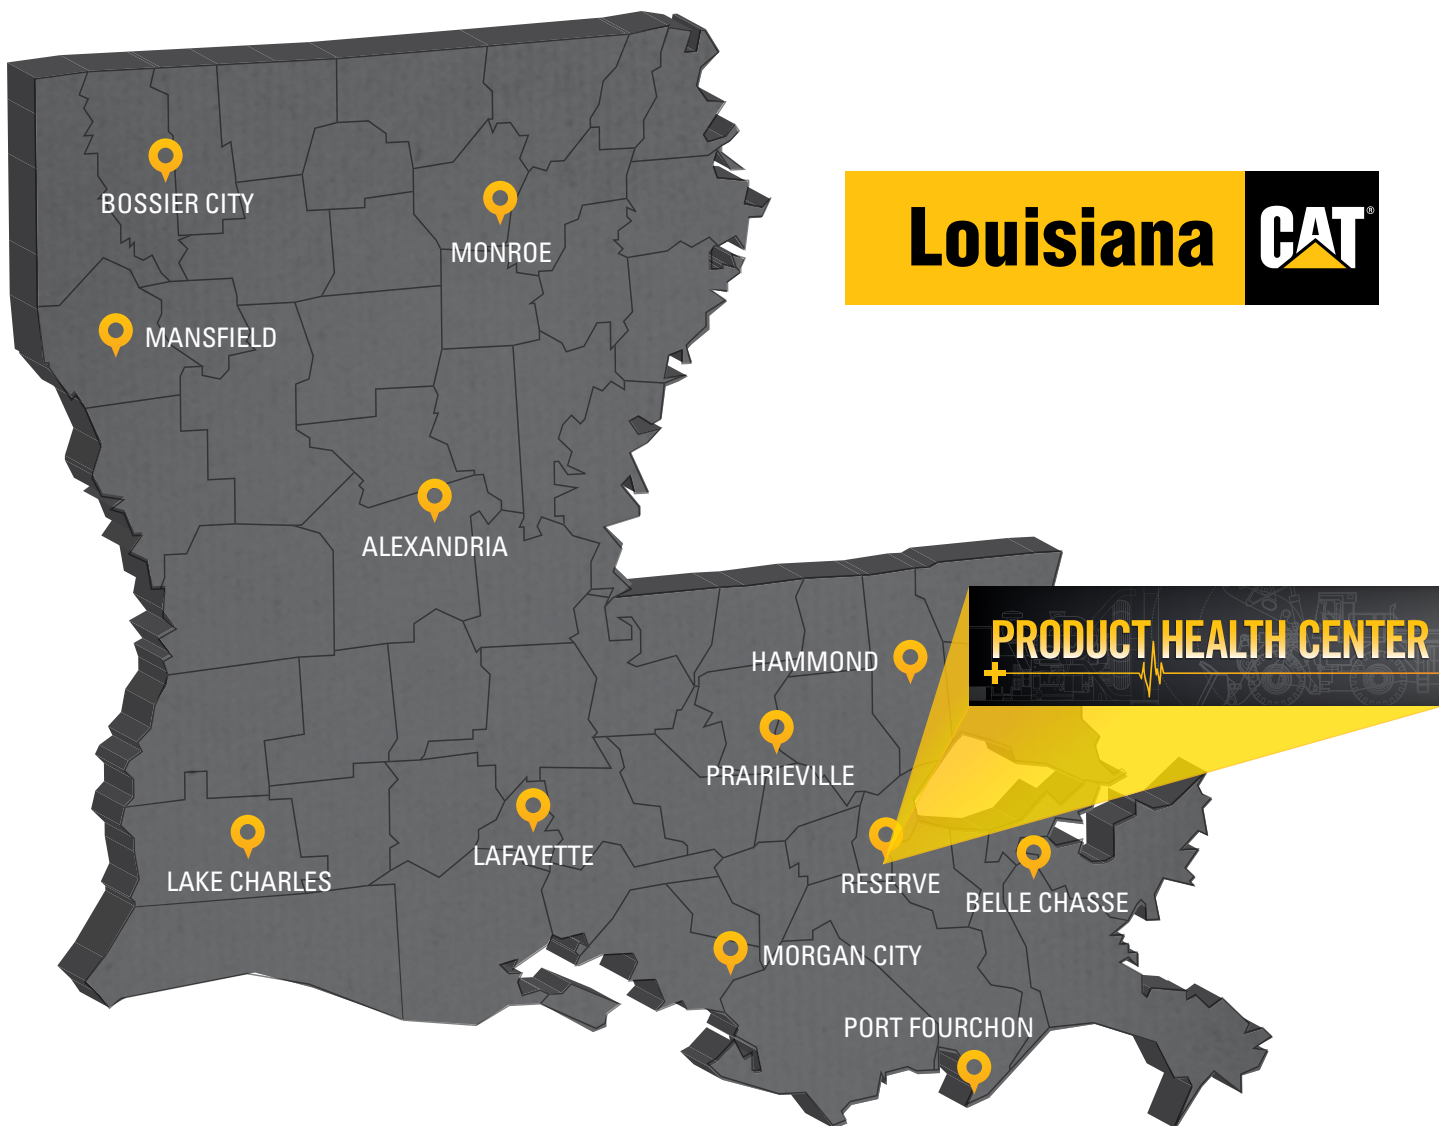 BOSSIER CITY
MONROE
Louisiana CAT®
MANSFIELD
ALEXANDRIA
PRODUCT HEALTH CENTER
HAMMOND
PRAIRIEVILLE
LAFAYETTE
LAKE CHARLES
RESERVE
BELLE CHASSE
MORGAN CITY
PORT FOURCHON